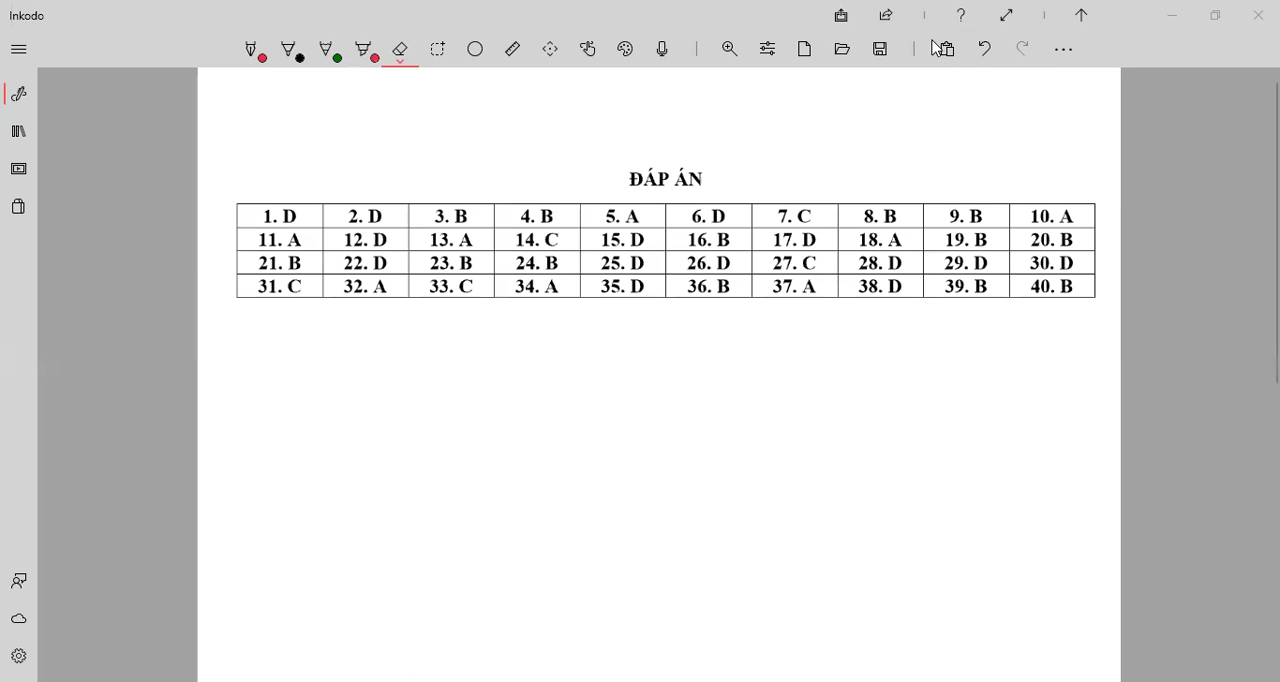 Inkodo
ĐÁP ÁN
1. D 2. D 3. B 4. B 5. A 6. D 7. C 8. B 9. B 10. A
11. A 12. D 13. A 14. C 15. D 16. B 17. D 18. A 19. B 20. B
21. B 22. D 23. B 24. B 25. D 26. D 27. C 28. D 29. D 30. D
31. C 32. A 33. C 34. A 35. D 36. B 37. A 38. D 39. B 40. B